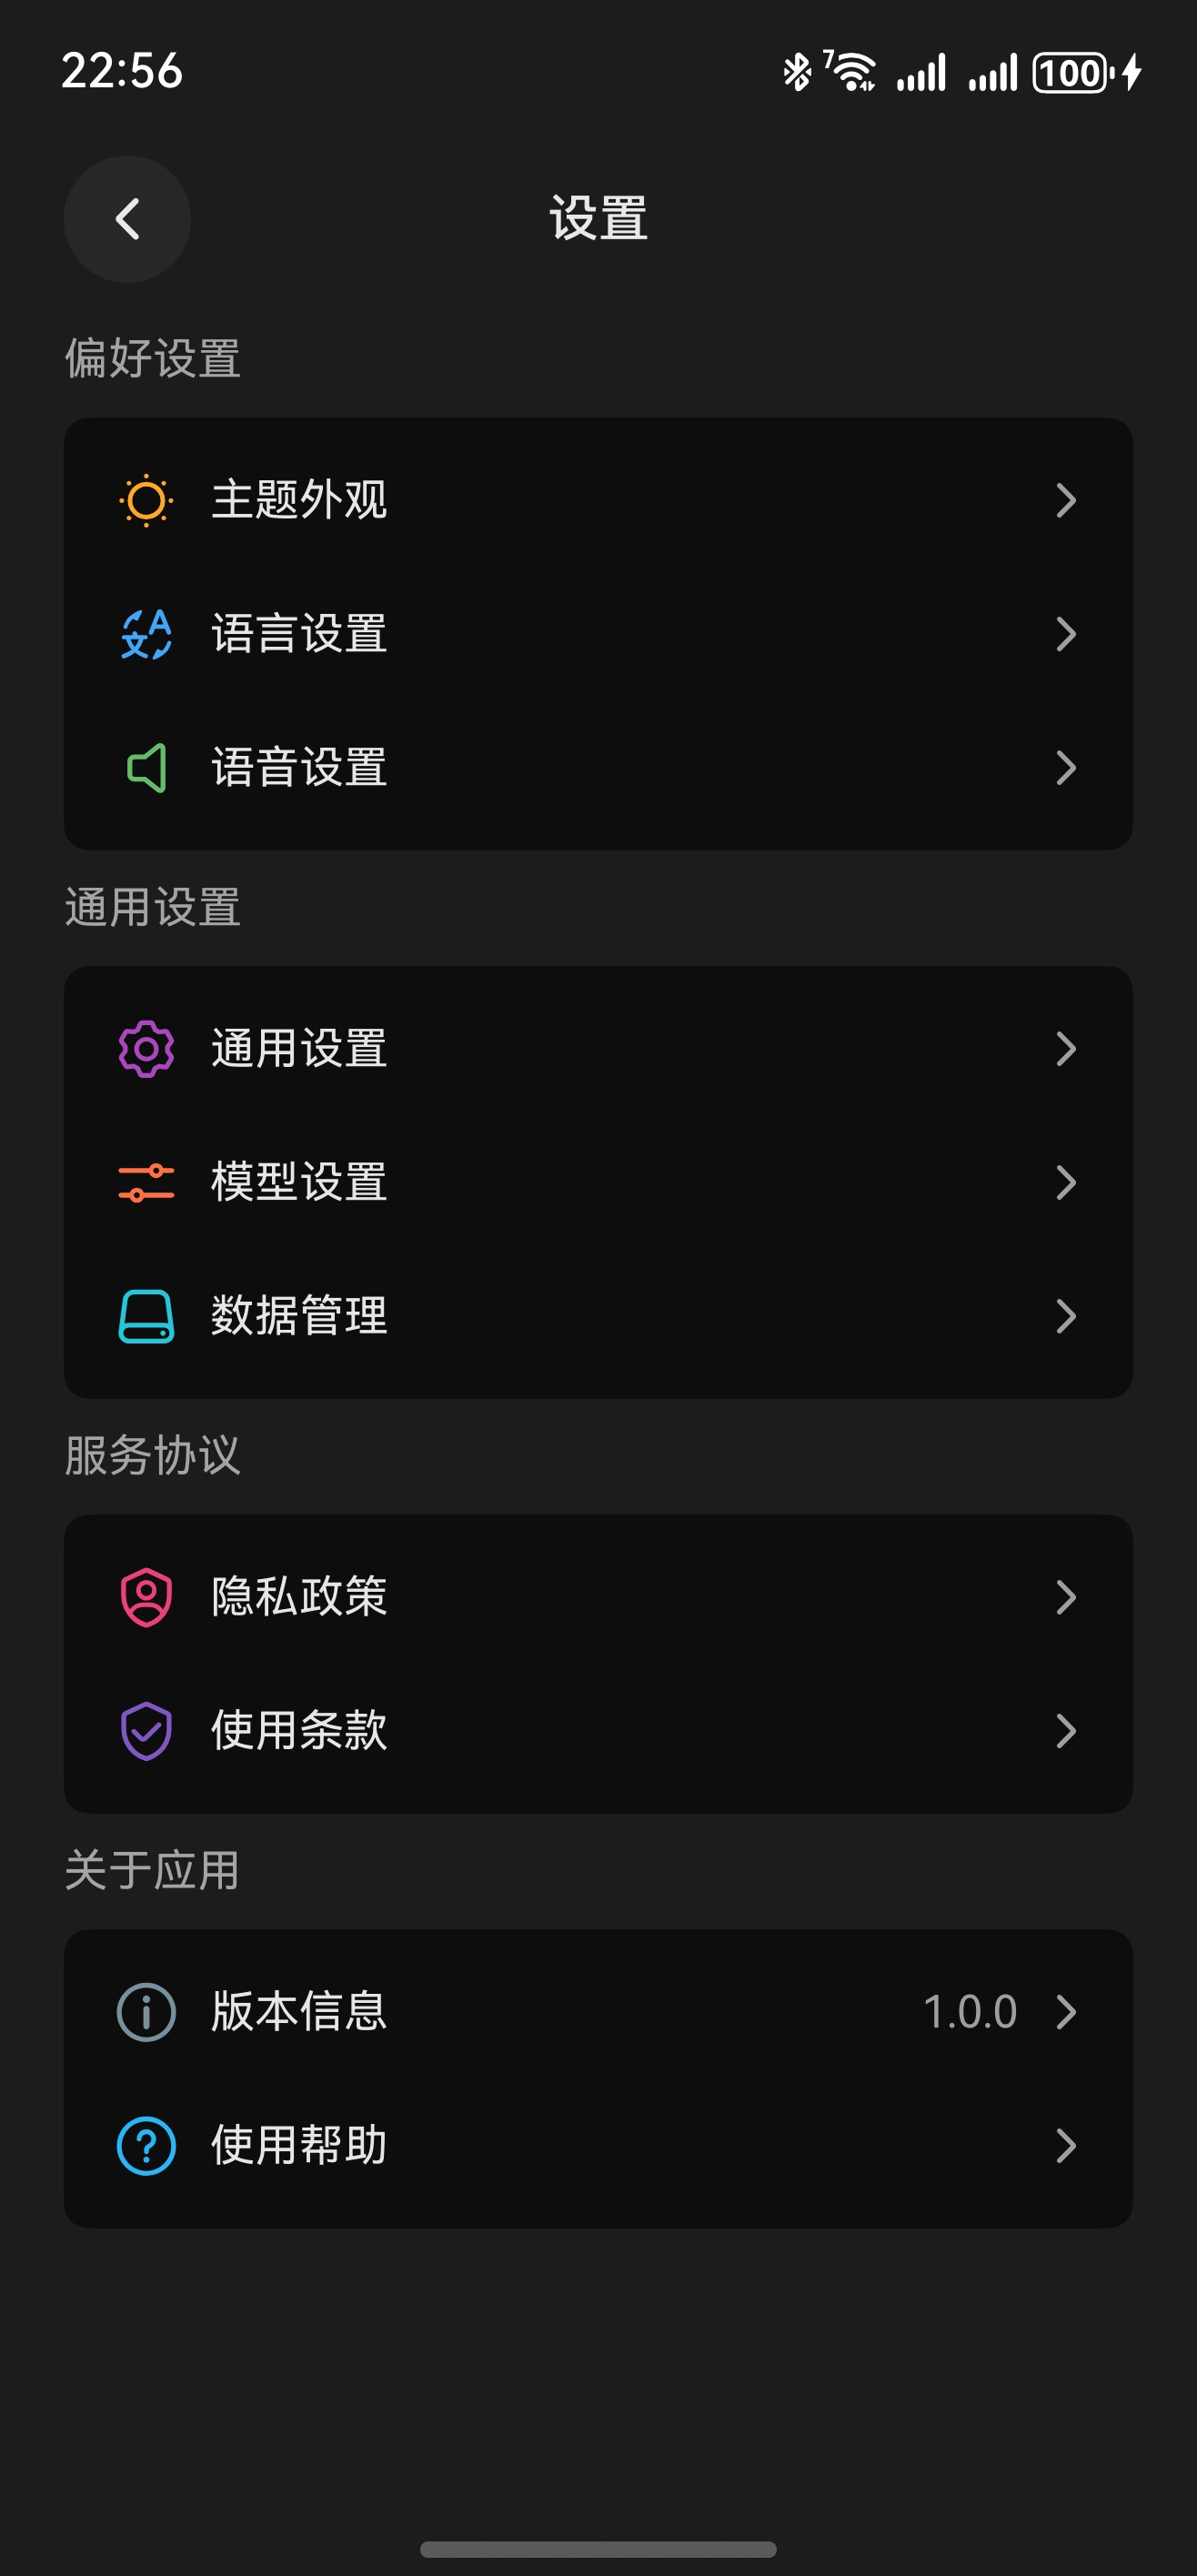 22:56
7
100
设置
偏好设置
主题外观
语言设置
语音设置
通用设置
通用设置
模型设置
数据管理
服务协议
隐私政策
使用条款
关于应用
版本信息 1.0.0
使用帮助